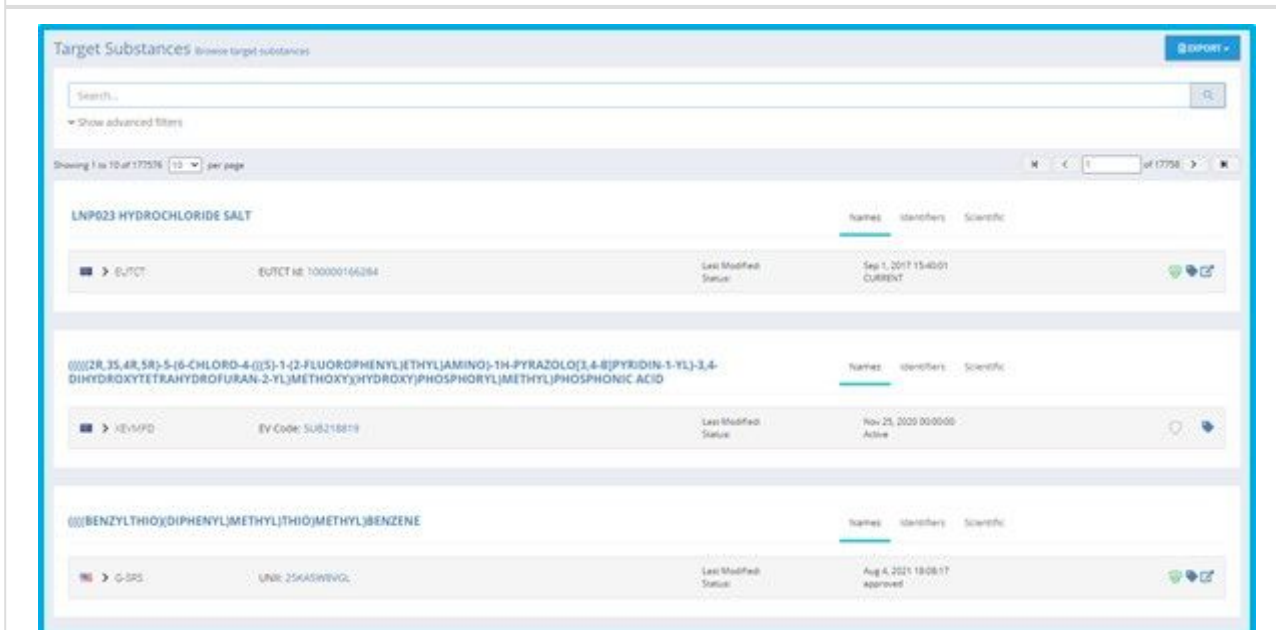 Target Substances Browse target substances
EXPORT
Search...
Show advanced filters
Showing 1 to 10 of 177576 10 per page
1 of 17758
LNP023 HYDROCHLORIDE SALT
Names Identifiers Scientific
EUTCT EUTCT Id: 100000166284
Last Modified: Sep 1, 2017 15:40:01
Status: CURRENT
(((((2R,3S,4R,5R)-5-(6-CHLORO-4-(((S)-1-(2-FLUOROPHENYL)ETHYL)AMINO)-1H-PYRAZOLO[3,4-B]PYRIDIN-1-YL)-3,4-
DIHYDROXYTETRAHYDROFURAN-2-YL)METHOXY)(HYDROXY)PHOSPHORYL)METHYL)PHOSPHONIC ACID
Names Identifiers Scientific
XEVMPD EV Code: SUB218819
Last Modified: Nov 25, 2020 00:00:00
Status: Active
((((BENZYLTHIO)(DIPHENYL)METHYL)THIO)METHYL)BENZENE
Names Identifiers Scientific
G-SRS UNII:
Last Modified: Aug 4, 2021 18:08:17
Status: approved